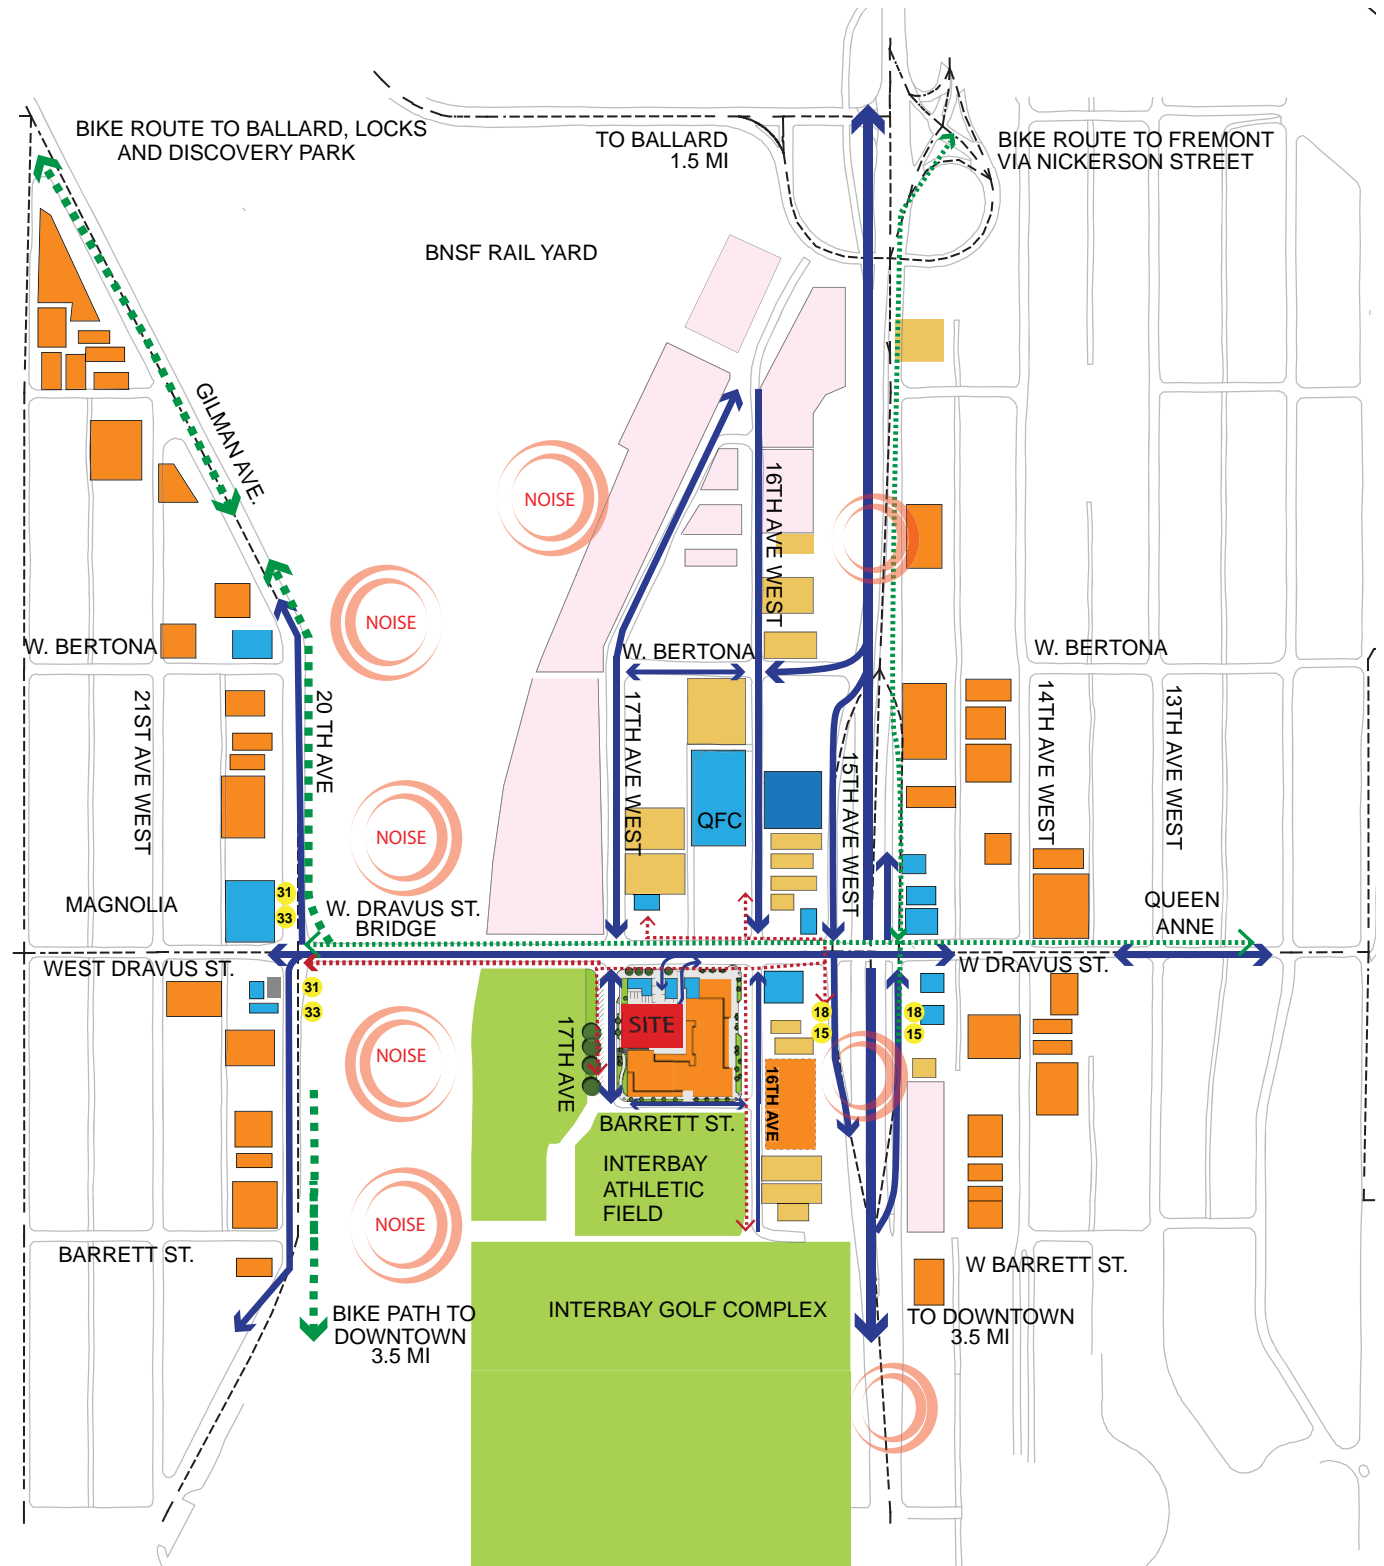 BIKE ROUTE TO BALLARD, LOCKS
AND DISCOVERY PARK
TO BALLARD
1.5 MI
BIKE ROUTE TO FREMONT
VIA NICKERSON STREET
BNSF RAIL YARD
GILMAN AVE.
NOISE
16TH AVE WEST
NOISE
W. BERTONA
W. BERTONA
W. BERTONA
21ST AVE WEST
20 TH AVE
17TH AVE WEST
15TH AVE WEST
14TH AVE WEST
13TH AVE WEST
QFC
NOISE
MAGNOLIA
31
33
W. DRAVUS ST.
BRIDGE
QUEEN
ANNE
WEST DRAVUS ST.
W DRAVUS ST.
31
33
17TH AVE
SITE
18
15
18
15
NOISE
16TH AVE
BARRETT ST.
INTERBAY
ATHLETIC
FIELD
NOISE
BARRETT ST.
W BARRETT ST.
BIKE PATH TO
DOWNTOWN
3.5 MI
INTERBAY GOLF COMPLEX
TO DOWNTOWN
3.5 MI